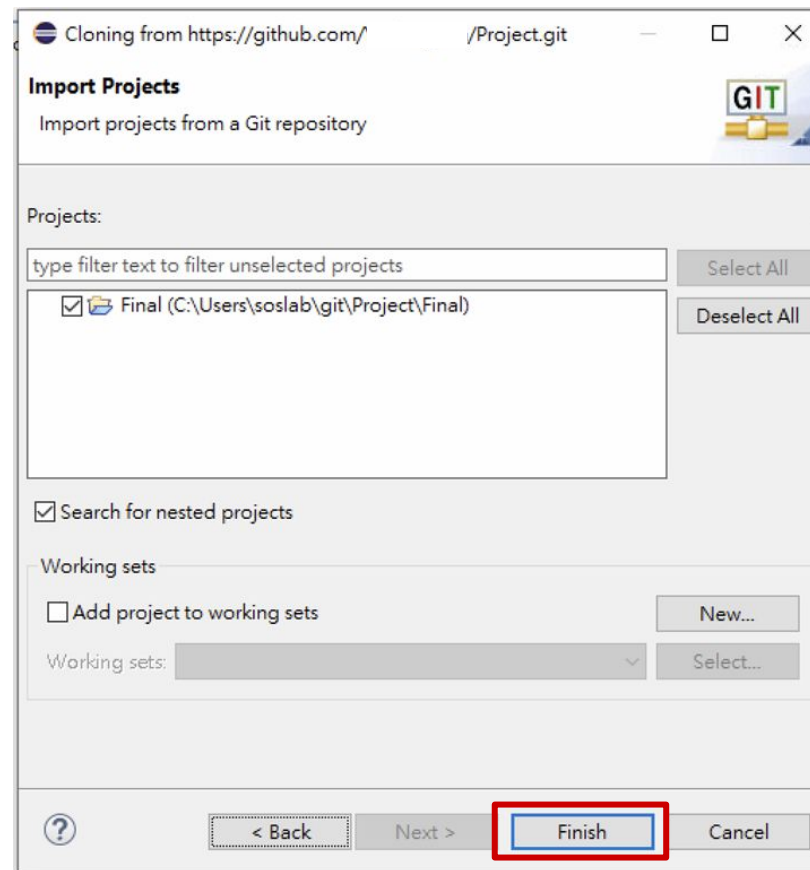 Cloning from https://github.com/ /Project.git
Import Projects
GIT
Import projects from a Git repository
Projects:
type filter text to filter unselected projects
Select All
Final (C:\Users\soslab\git\Project\Final)
Deselect All
Search for nested projects
Working sets
Add project to working sets
New...
Working sets:
Select...
?
< Back
Next >
Finish
Cancel